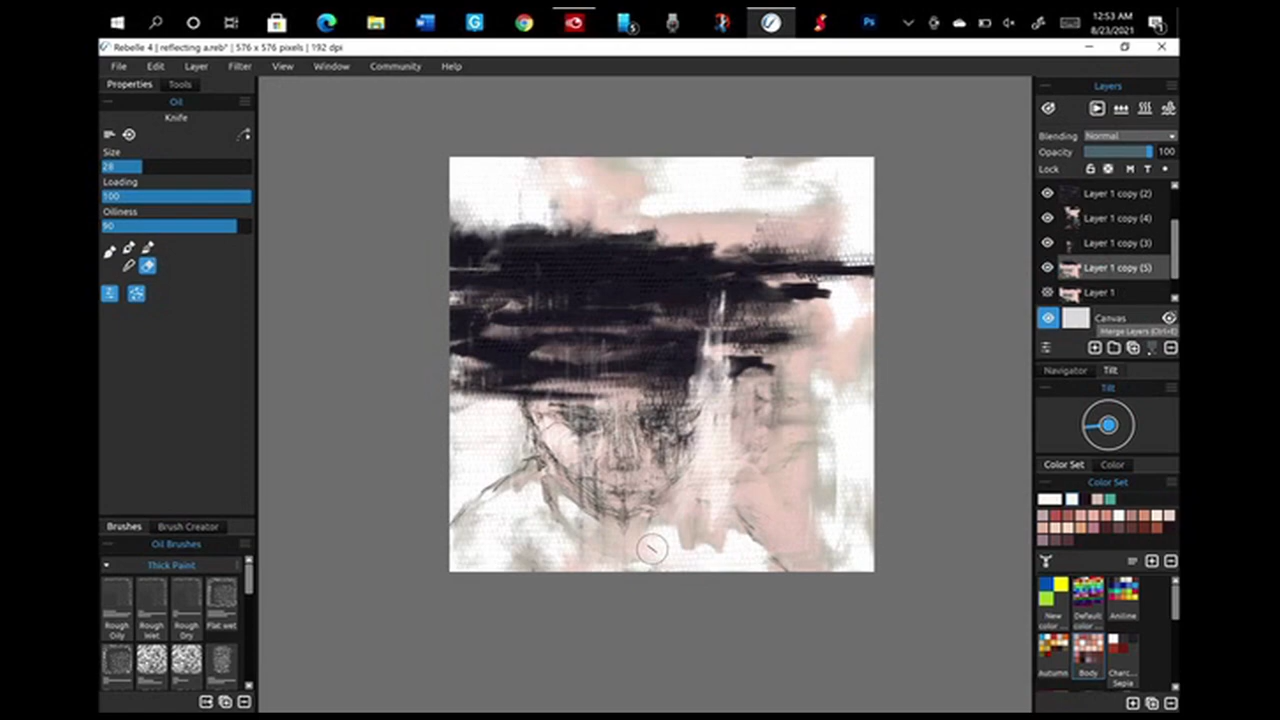 12:53 AM
8/23/2021
Rebelle 4 | reflecting a.reb* | 576 x 576 pixels | 192 dpi
File Edit Layer Filter View Window Community Help
Properties Tools
Oil
Knife
Size
28
Loading
100
Oiliness
90
Brushes Brush Creator
Oil Brushes
Thick Paint
Rough Oily
Rough Wet
Rough Dry
Flat wet
Layers
Blending Normal
Opacity 100
Lock M T
Layer 1 copy (2)
Layer 1 copy (4)
Layer 1 copy (3)
Layer 1 copy (5)
Layer 1
Canvas
Merge Layers (Ctrl+E)
Navigator Tilt
Tilt
Color Set Color
Color Set
New color ...
Default color ...
Aniline
Autumn
Body
Charc... Sepia